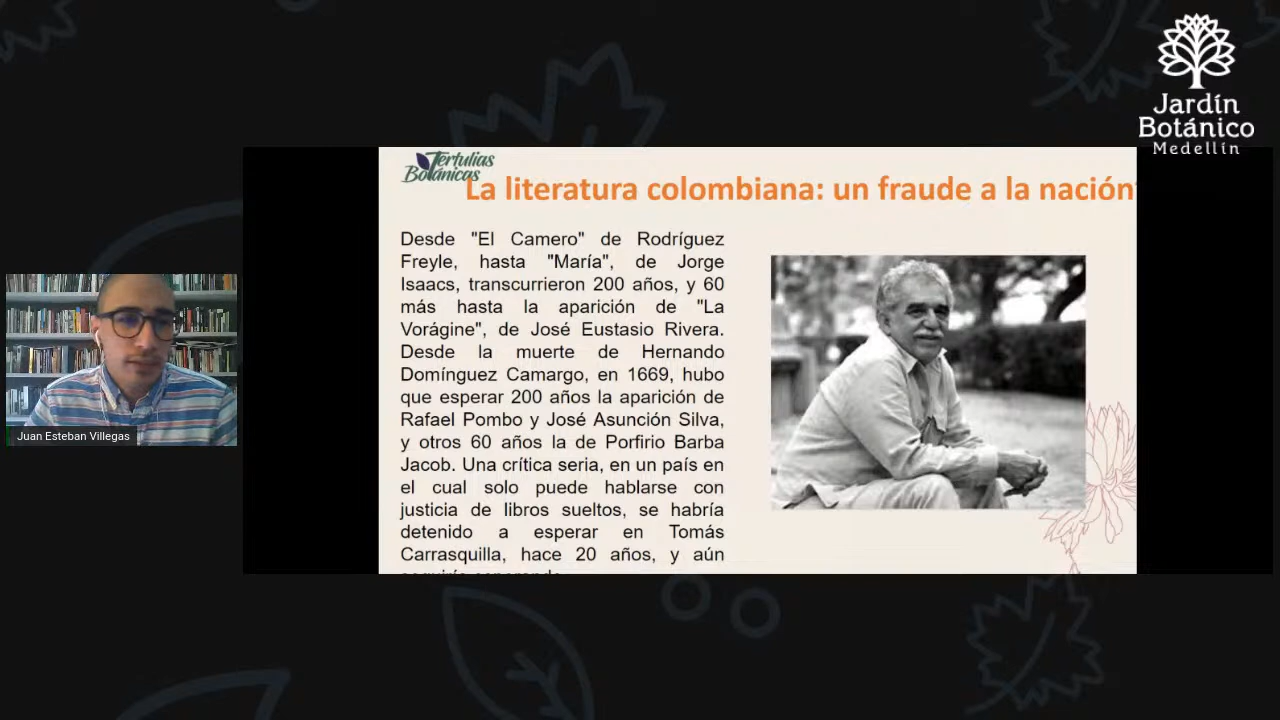 Jardín
Botánico
Medellín
Tertulias
Botánicas
La literatura colombiana: un fraude a la nación
Desde "El Camero" de Rodríguez
Freyle, hasta "María", de Jorge
Isaacs, transcurrieron 200 años, y 60
más hasta la aparición de "La
Vorágine", de José Eustasio Rivera.
Desde la muerte de Hernando
Domínguez Camargo, en 1669, hubo
que esperar 200 años la aparición de
Rafael Pombo y José Asunción Silva,
y otros 60 años la de Porfirio Barba
Jacob. Una crítica seria, en un país en
el cual solo puede hablarse con
justicia de libros sueltos, se habría
detenido a esperar en Tomás
Carrasquilla, hace 20 años, y aún
Juan Esteban Villegas